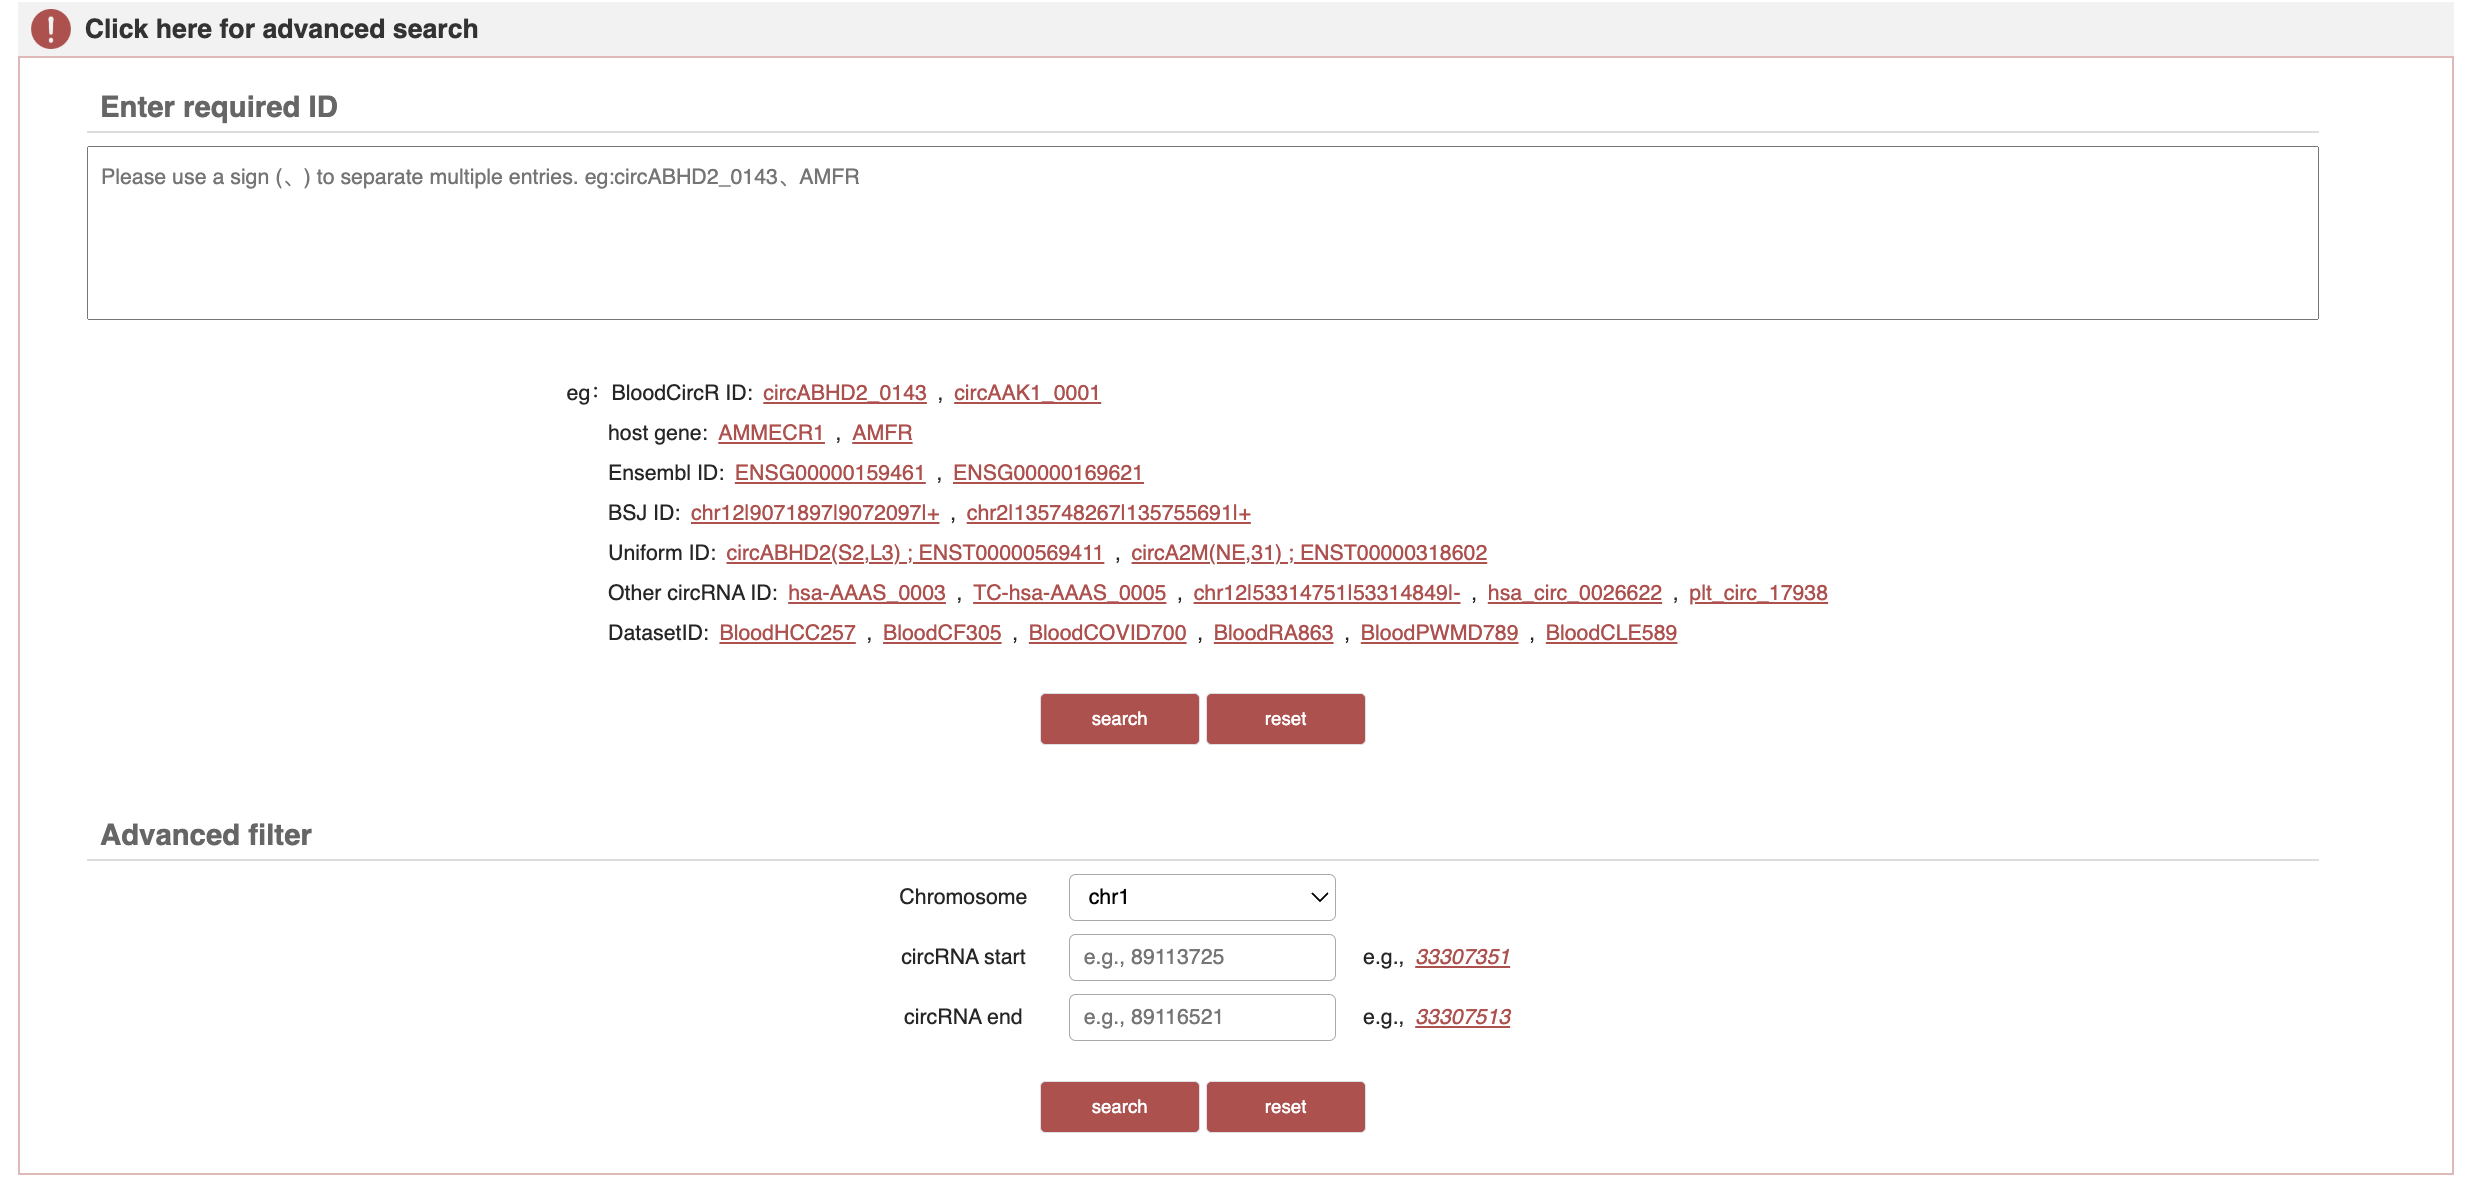 Click here for advanced search
Enter required ID
Please use a sign (、) to separate multiple entries. eg:circABHD2_0143、AMFR
eg：BloodCircR ID: circABHD2_0143 , circAAK1_0001
host gene: AMMECR1 , AMFR
Ensembl ID: ENSG00000159461 , ENSG00000169621
BSJ ID: chr12|9071897|9072097|+ , chr2|135748267|135755691|+
Uniform ID: circABHD2(S2,L3) ; ENST00000569411 , circA2M(NE,31) ; ENST00000318602
Other circRNA ID: hsa-AAAS_0003 , TC-hsa-AAAS_0005 , chr12|53314751|53314849|- , hsa_circ_0026622 , plt_circ_17938
DatasetID: BloodHCC257 , BloodCF305 , BloodCOVID700 , BloodRA863 , BloodPWMD789 , BloodCLE589
search reset
Advanced filter
Chromosome chr1
circRNA start e.g., 89113725 e.g., 33307351
circRNA end e.g., 89116521 e.g., 33307513
search reset